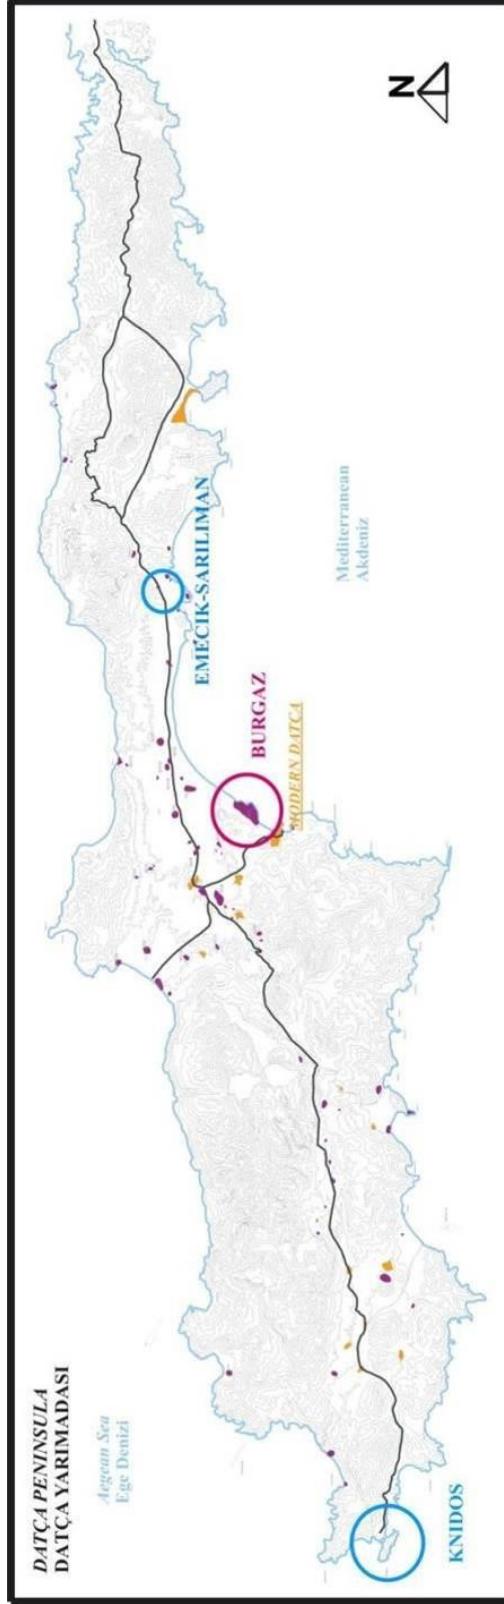 DATÇA PENINSULA
DATÇA YARIMADASI
Aegean Sea
Ege Denizi
KNIDOS
BURGAZ
MODERN DATÇA
EMECİK-SARILIMAN
Mediterranean
Akdeniz
N